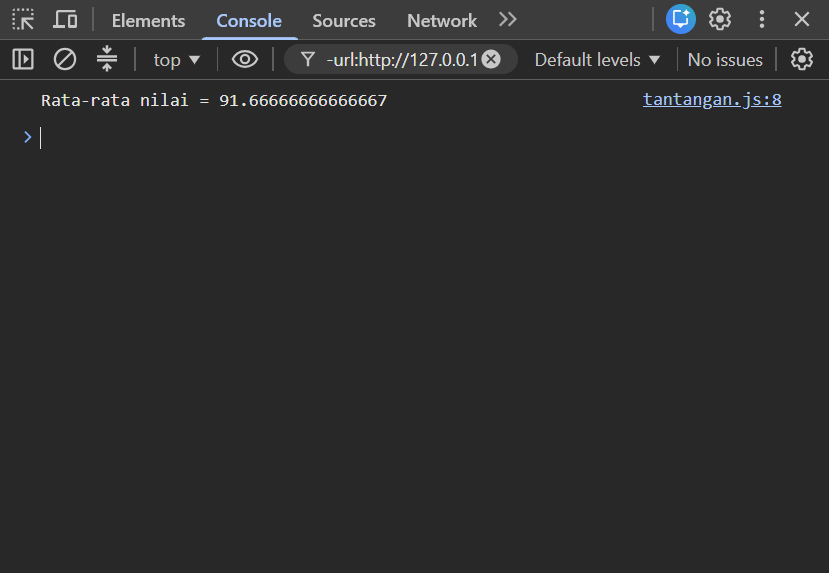 Elements Console Sources Network
top -url:http://127.0.0.1 Default levels No issues
Rata-rata nilai = 91.66666666666667 tantangan.js:8
>